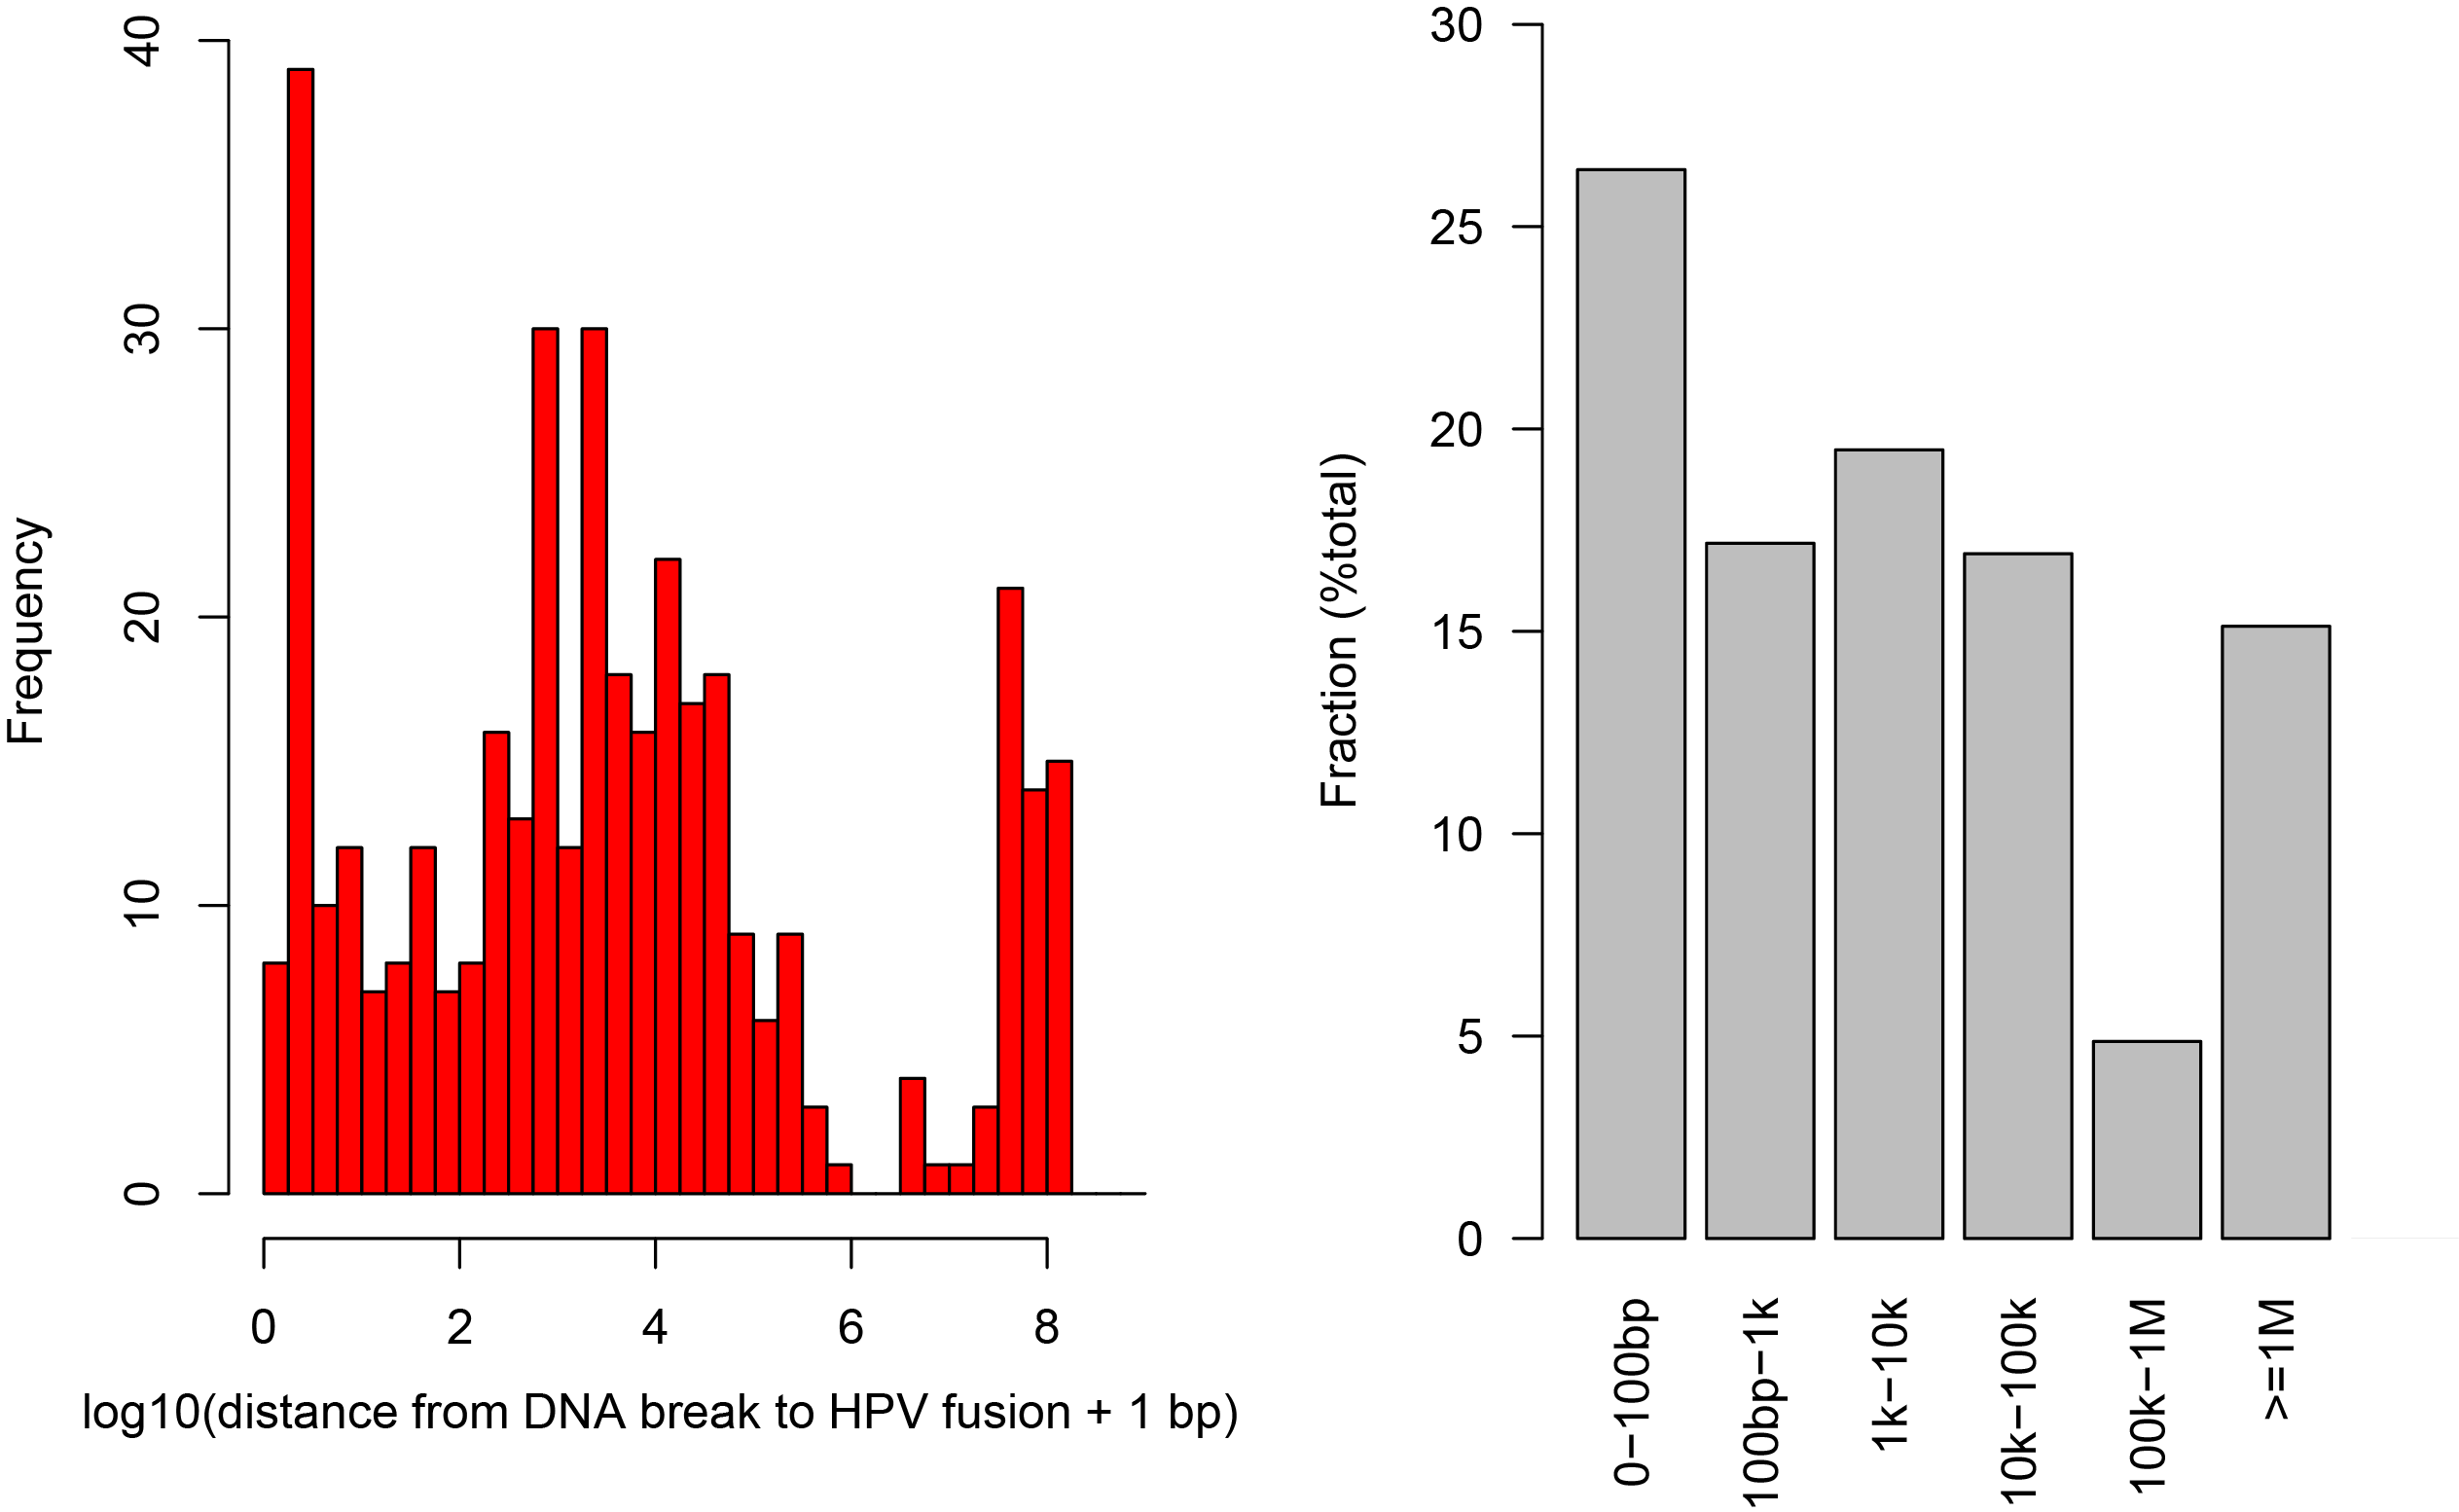 Frequency
40
30
20
10
0
0 2 4 6 8
log10(distance from DNA break to HPV fusion + 1 bp)
Fraction (%total)
30
25
20
15
10
5
0
0−100bp
100bp−1k
1k−10k
10k−100k
100k−1M
>=1M